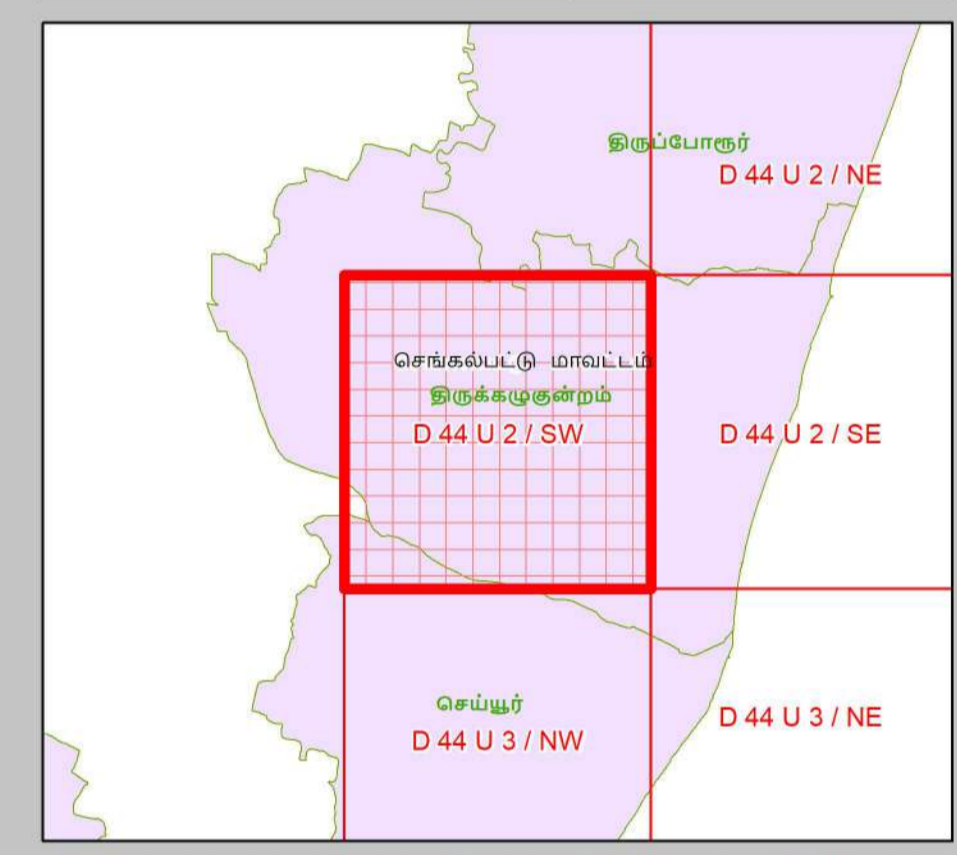 திருப்போரூர்
D 44 U 2 / NE
செங்கல்பட்டு மாவட்டம்
திருக்கழுகுன்றம்
D 44 U 2 / SW
D 44 U 2 / SE
செய்யூர்
D 44 U 3 / NW
D 44 U 3 / NE